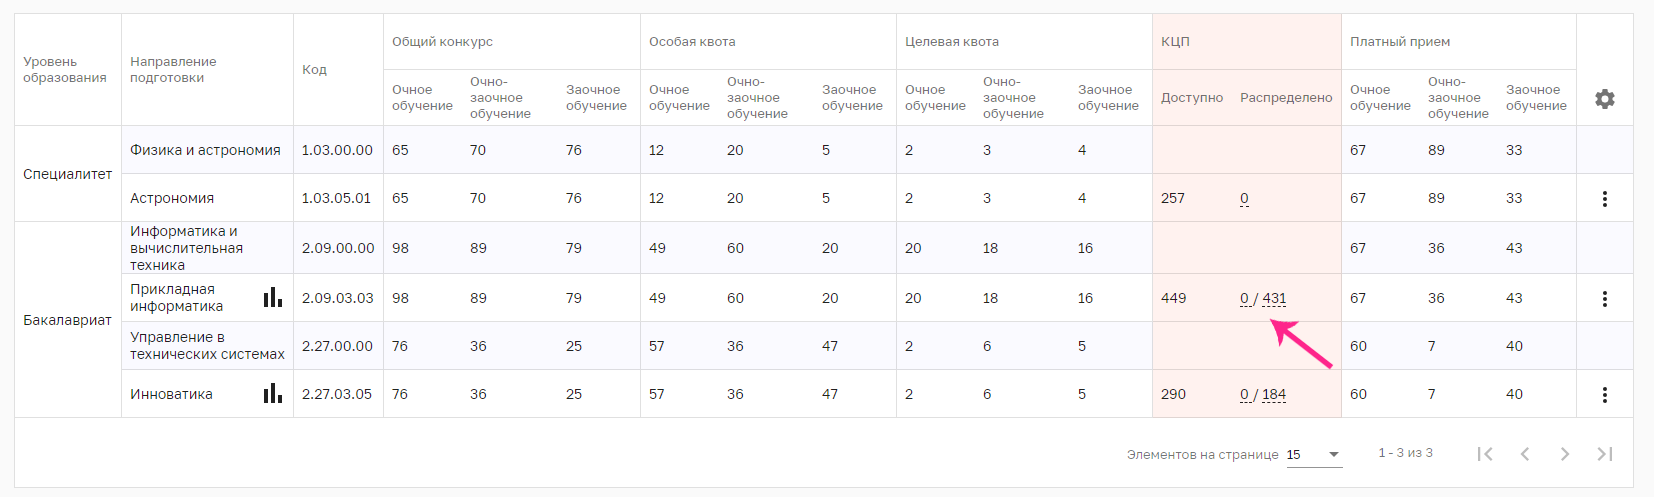 Уровень образования Направление подготовки Код Общий конкурс Особая квота Целевая квота КЦП Платный прием
Очное обучение Очно-заочное обучение Заочное обучение Очное обучение Очно-заочное обучение Заочное обучение Очное обучение Очно-заочное обучение Заочное обучение Доступно Распределено Очное обучение Очно-заочное обучение Заочное обучение
Специалитет
Физика и астрономия 1.03.00.00 65 70 76 12 20 5 2 3 4 67 89 33
Астрономия 1.03.05.01 65 70 76 12 20 5 2 3 4 257 0 67 89 33
Бакалавриат
Информатика и вычислительная техника 2.09.00.00 98 89 79 49 60 20 20 18 16 67 36 43
Прикладная информатика 2.09.03.03 98 89 79 49 60 20 20 18 16 449 0 / 431 67 36 43
Управление в технических системах 2.27.00.00 76 36 25 57 36 47 2 6 5 60 7 40
Инноватика 2.27.03.05 76 36 25 57 36 47 2 6 5 290 0 / 184 60 7 40
Элементов на странице 15 1 - 3 из 3